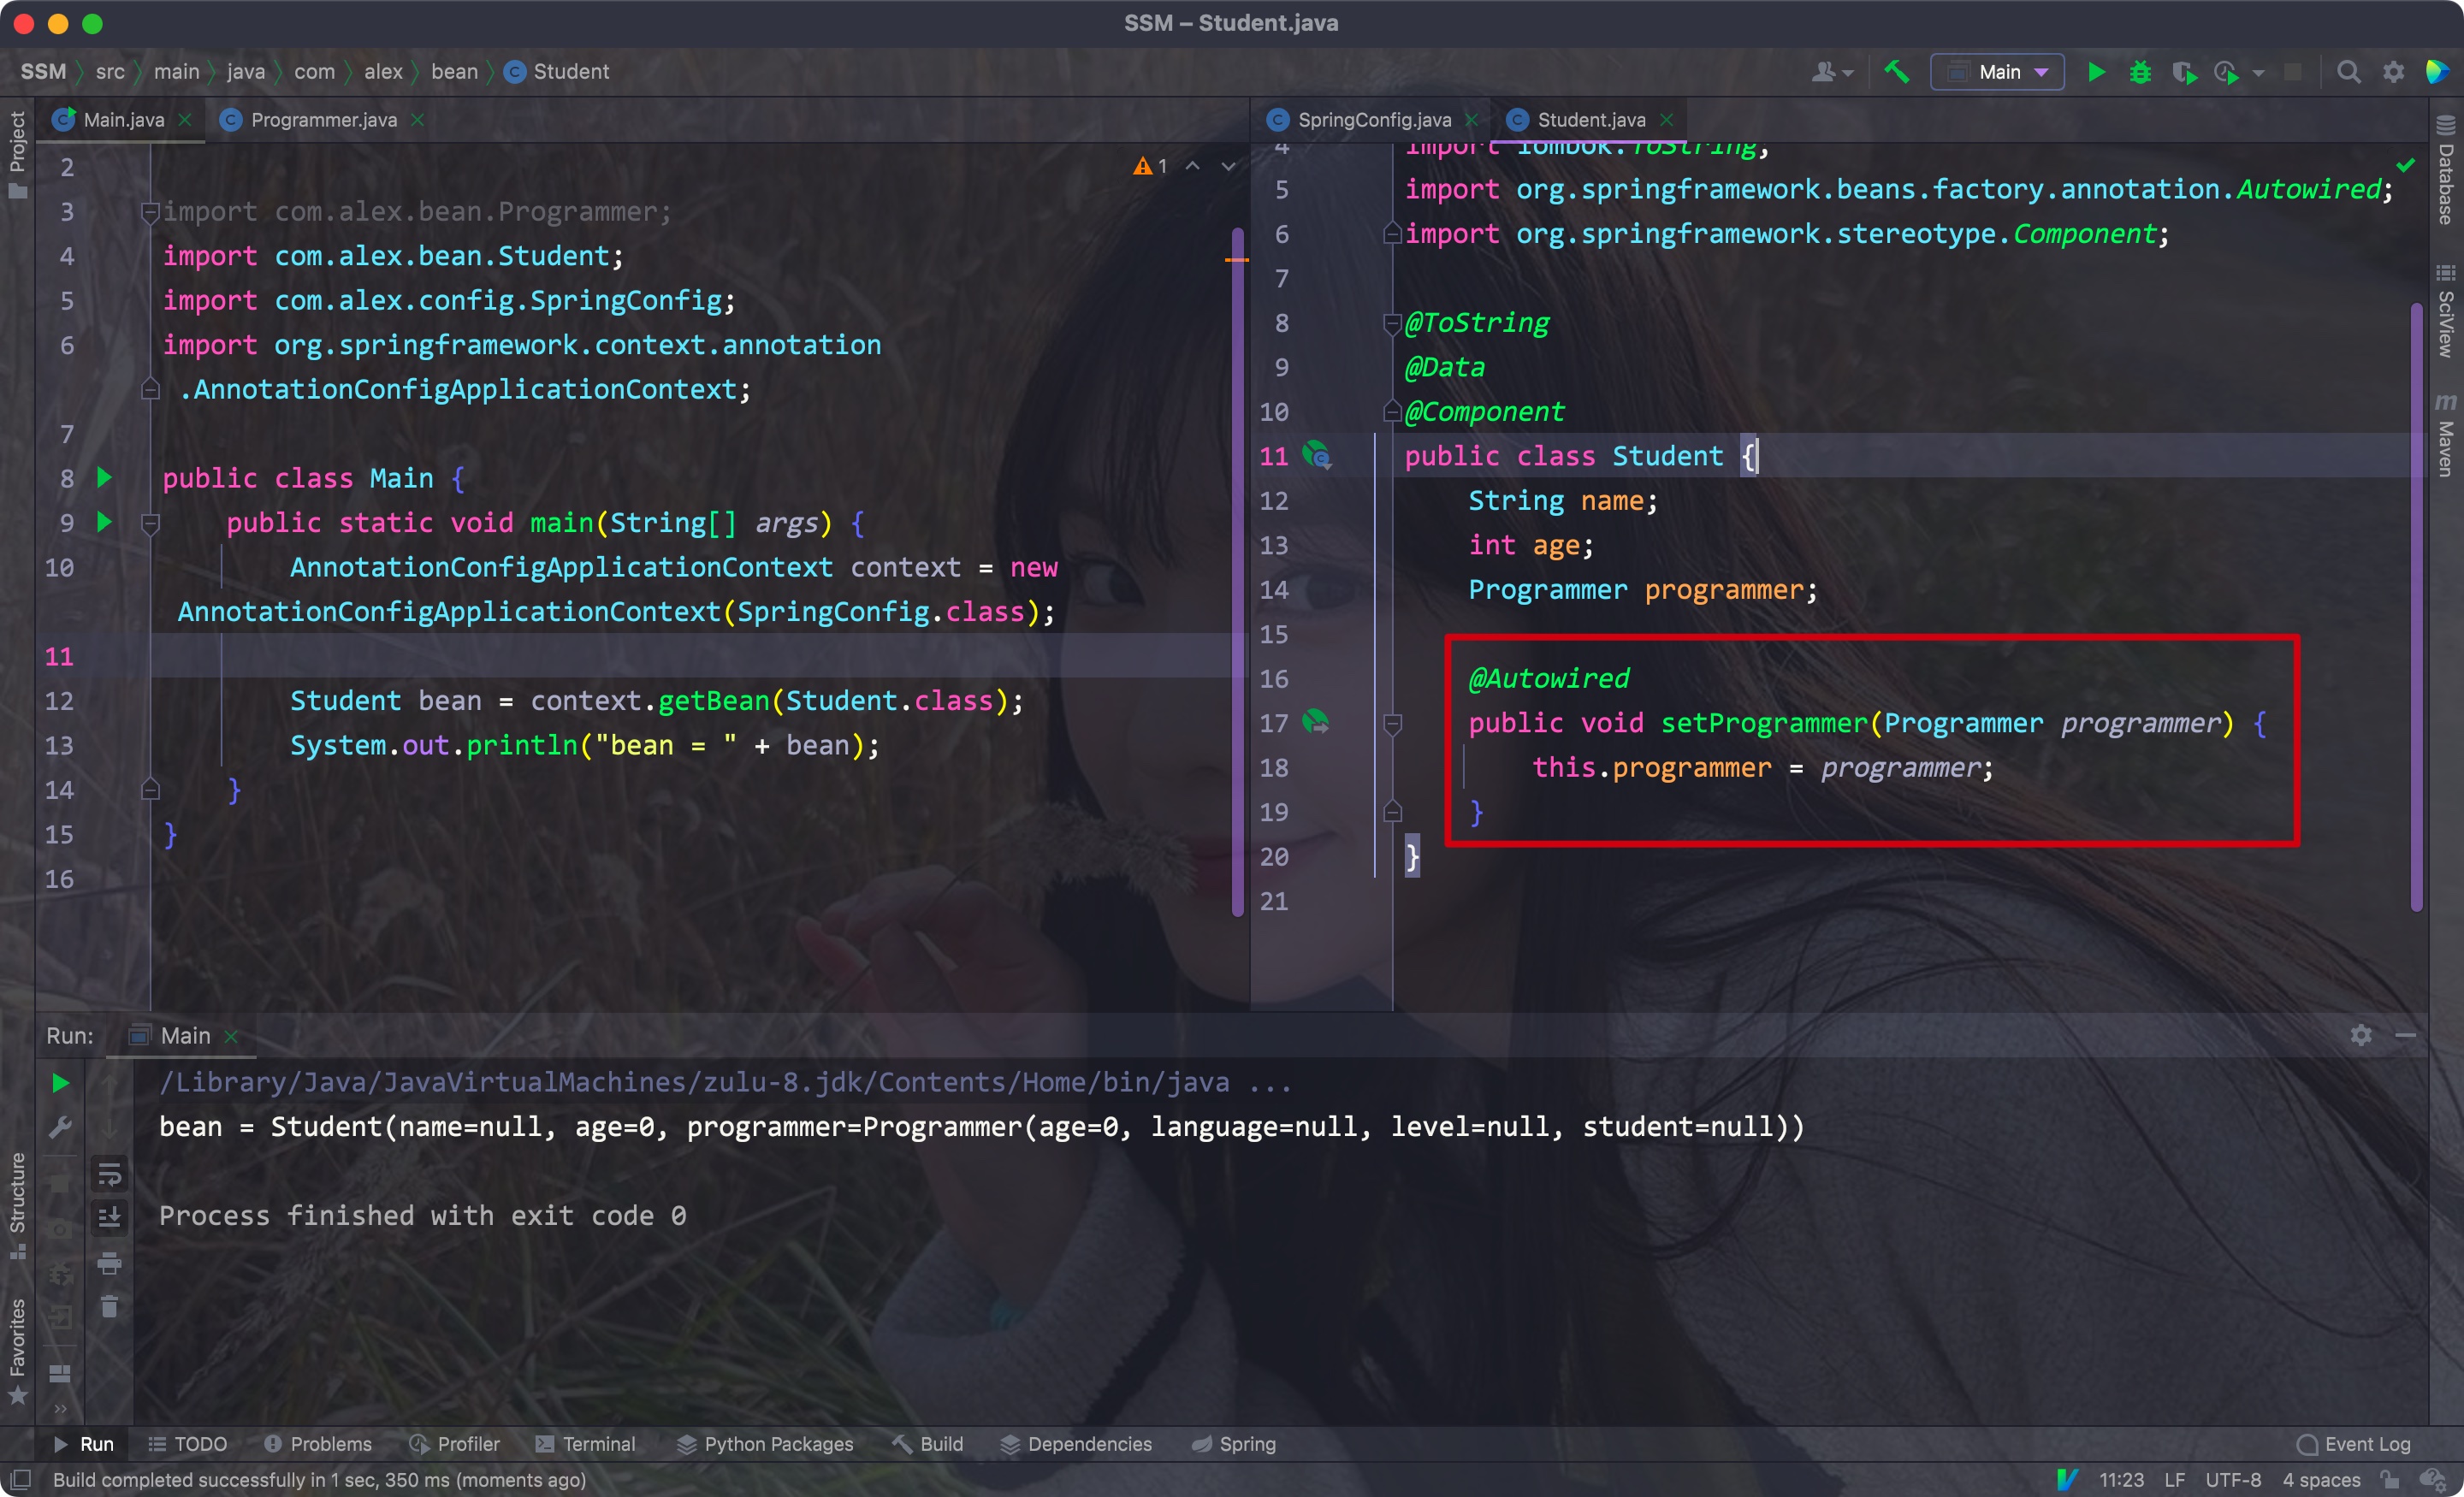 SSM – Student.java
SSM src main java com alex bean Student
Main
Project
Main.java
Programmer.java
1
2
3 import com.alex.bean.Programmer;
4 import com.alex.bean.Student;
5 import com.alex.config.SpringConfig;
6 import org.springframework.context.annotation
.AnnotationConfigApplicationContext;
7
8 public class Main {
9 public static void main(String[] args) {
10 AnnotationConfigApplicationContext context = new
AnnotationConfigApplicationContext(SpringConfig.class);
11
12 Student bean = context.getBean(Student.class);
13 System.out.println("bean = " + bean);
14 }
15 }
16
SpringConfig.java
Student.java
4 import lombok.ToString;
5 import org.springframework.beans.factory.annotation.Autowired;
6 import org.springframework.stereotype.Component;
7
8 @ToString
9 @Data
10 @Component
11 public class Student {
12 String name;
13 int age;
14 Programmer programmer;
15
16 @Autowired
17 public void setProgrammer(Programmer programmer) {
18 this.programmer = programmer;
19 }
20 }
21
Database
SciView
Maven
Run: Main
/Library/Java/JavaVirtualMachines/zulu-8.jdk/Contents/Home/bin/java ...
bean = Student(name=null, age=0, programmer=Programmer(age=0, language=null, level=null, student=null))
Process finished with exit code 0
Structure
Favorites
Run TODO Problems Profiler Terminal Python Packages Build Dependencies Spring Event Log
Build completed successfully in 1 sec, 350 ms (moments ago) 11:23 LF UTF-8 4 spaces